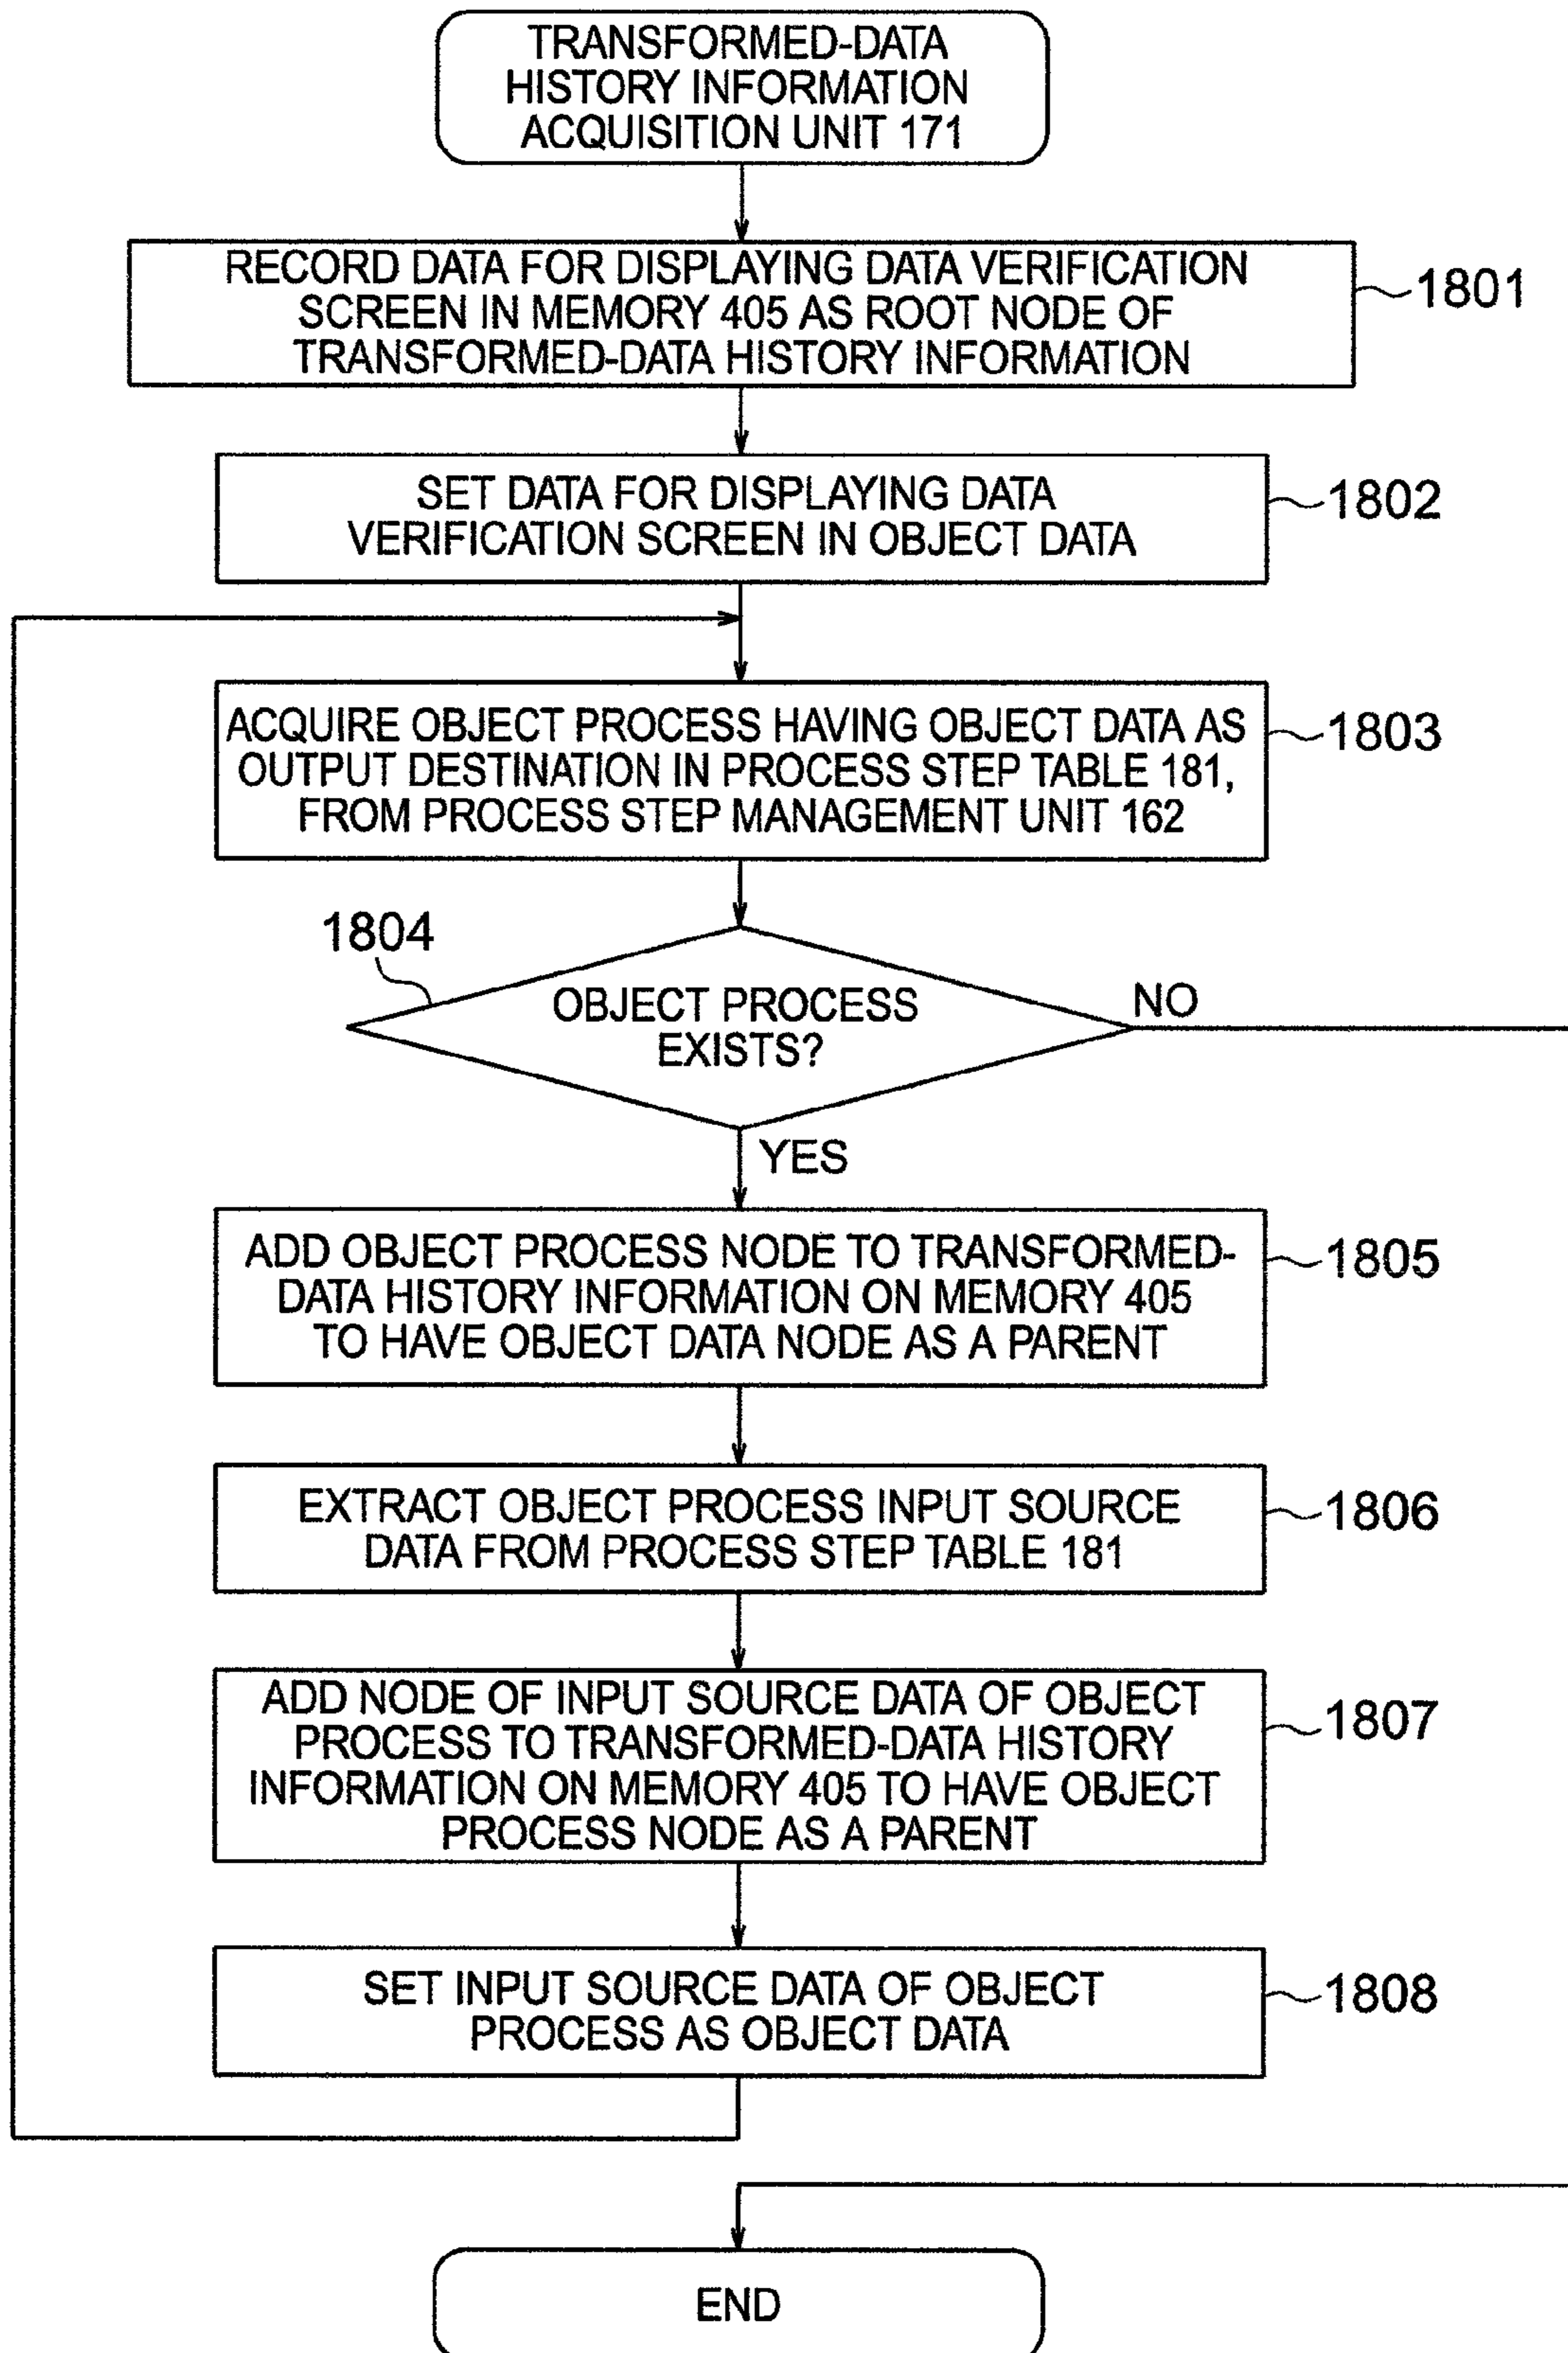 TRANSFORMED-DATA
HISTORY INFORMATION
ACQUISITION UNIT 171
RECORD DATA FOR DISPLAYING DATA VERIFICATION
SCREEN IN MEMORY 405 AS ROOT NODE OF
TRANSFORMED-DATA HISTORY INFORMATION
1801
SET DATA FOR DISPLAYING DATA
VERIFICATION SCREEN IN OBJECT DATA
1802
ACQUIRE OBJECT PROCESS HAVING OBJECT DATA AS
OUTPUT DESTINATION IN PROCESS STEP TABLE 181,
FROM PROCESS STEP MANAGEMENT UNIT 162
1803
1804
OBJECT PROCESS
EXISTS?
NO
YES
ADD OBJECT PROCESS NODE TO TRANSFORMED-
DATA HISTORY INFORMATION ON MEMORY 405
TO HAVE OBJECT DATA NODE AS A PARENT
1805
EXTRACT OBJECT PROCESS INPUT SOURCE
DATA FROM PROCESS STEP TABLE 181
1806
ADD NODE OF INPUT SOURCE DATA OF OBJECT
PROCESS TO TRANSFORMED-DATA HISTORY
INFORMATION ON MEMORY 405 TO HAVE OBJECT
PROCESS NODE AS A PARENT
1807
SET INPUT SOURCE DATA OF OBJECT
PROCESS AS OBJECT DATA
1808
END